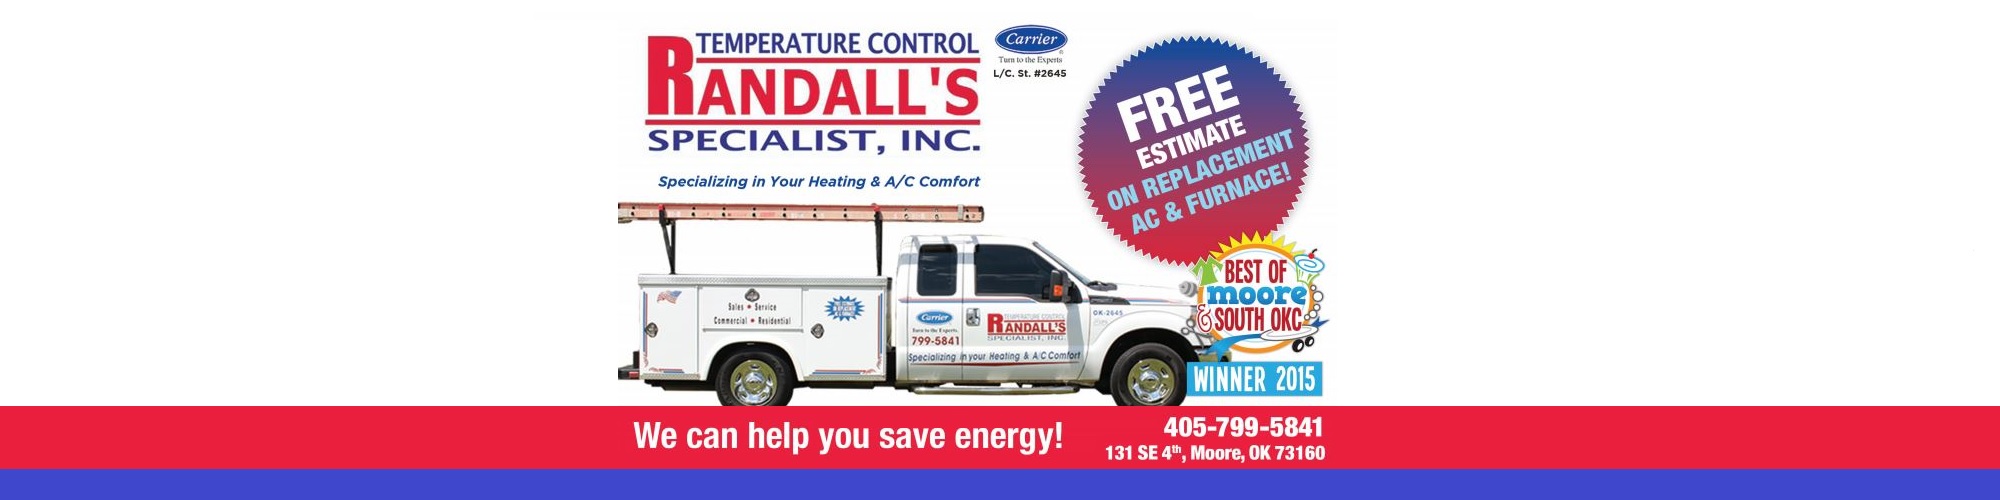 TEMPERATURE CONTROL
RANDALL'S
SPECIALIST, INC.
Specializing in Your Heating & A/C Comfort
Carrier
Turn to the Experts
L/C. St. #2645
FREE
ESTIMATE
ON REPLACEMENT
AC & FURNACE!
BEST OF
moore
& SOUTH OKC
WINNER 2015
Sales • Service
Commercial • Residential
Carrier
Turn to the Experts.
799-5841
TEMPERATURE CONTROL
RANDALL'S
SPECIALIST, INC.
Specializing in your Heating & A/C Comfort
OK-2645
We can help you save energy!
405-799-5841
131 SE 4th, Moore, OK 73160